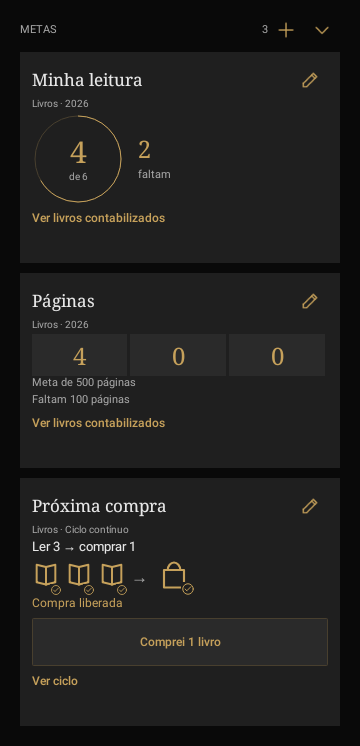 METAS 3
Minha leitura
Livros · 2026
4
de 6
2
faltam
Ver livros contabilizados
Páginas
Livros · 2026
4 0 0
Meta de 500 páginas
Faltam 100 páginas
Ver livros contabilizados
Próxima compra
Livros · Ciclo contínuo
Ler 3 → comprar 1
→
Compra liberada
Comprei 1 livro
Ver ciclo